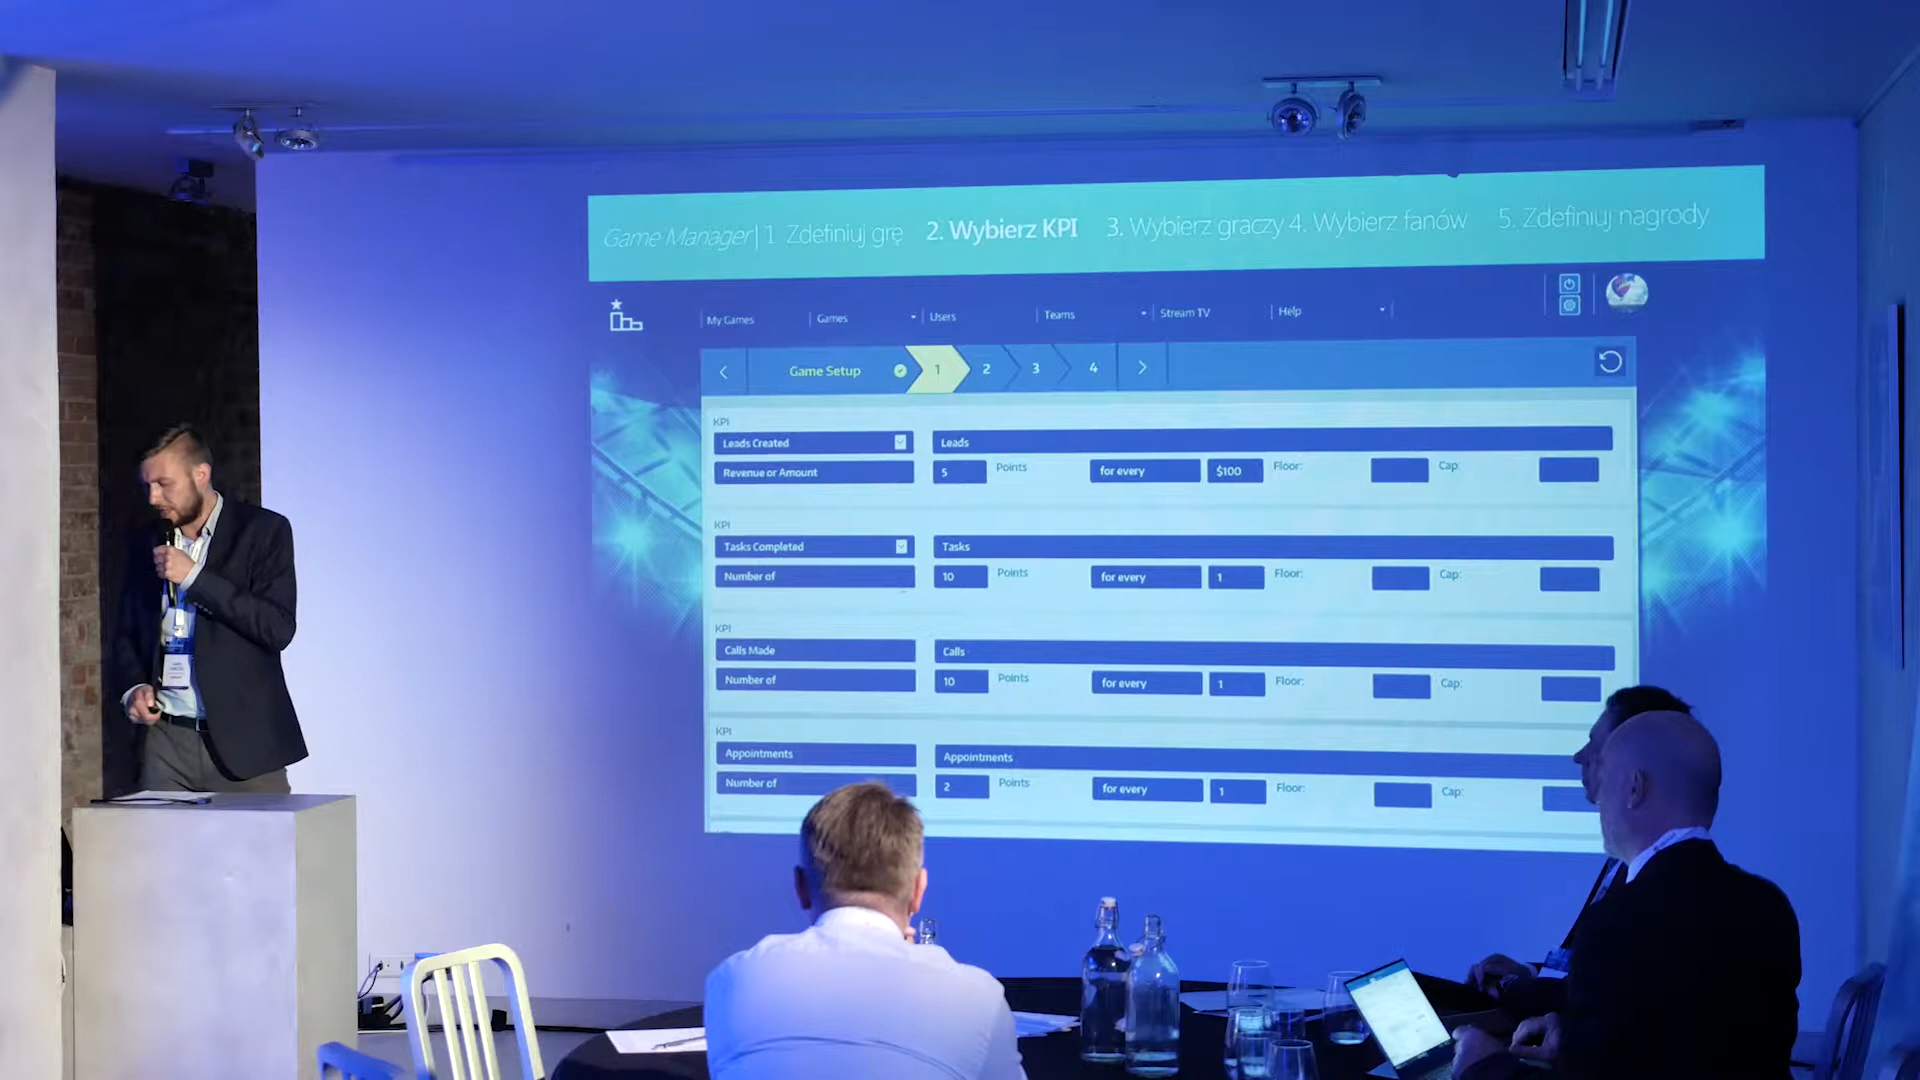 Game Manager | 1 Zdefiniuj grę 2. Wybierz KPI 3. Wybierz graczy 4. Wybierz fanów 5. Zdefiniuj nagrody
My Games Games Users Teams Stream TV Help
Game Setup 1 2 3 4
KPI
Leads Created Leads
Revenue or Amount 5 Points for every $100 Floor: Cap:
KPI
Tasks Completed Tasks
Number of 10 Points for every 1 Floor: Cap:
KPI
Calls Made Calls
Number of 10 Points for every 1 Floor: Cap:
KPI
Appointments Appointments
Number of 2 Points for every 1 Floor: Cap: